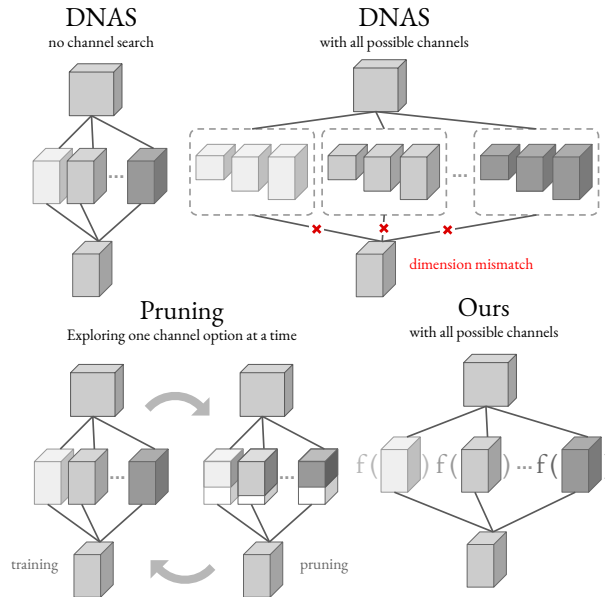 DNAS
no channel search
DNAS
with all possible channels
...
...
dimension mismatch
Pruning
Exploring one channel option at a time
Ours
with all possible channels
...
...
f( ) f( ) ... f(
training
pruning